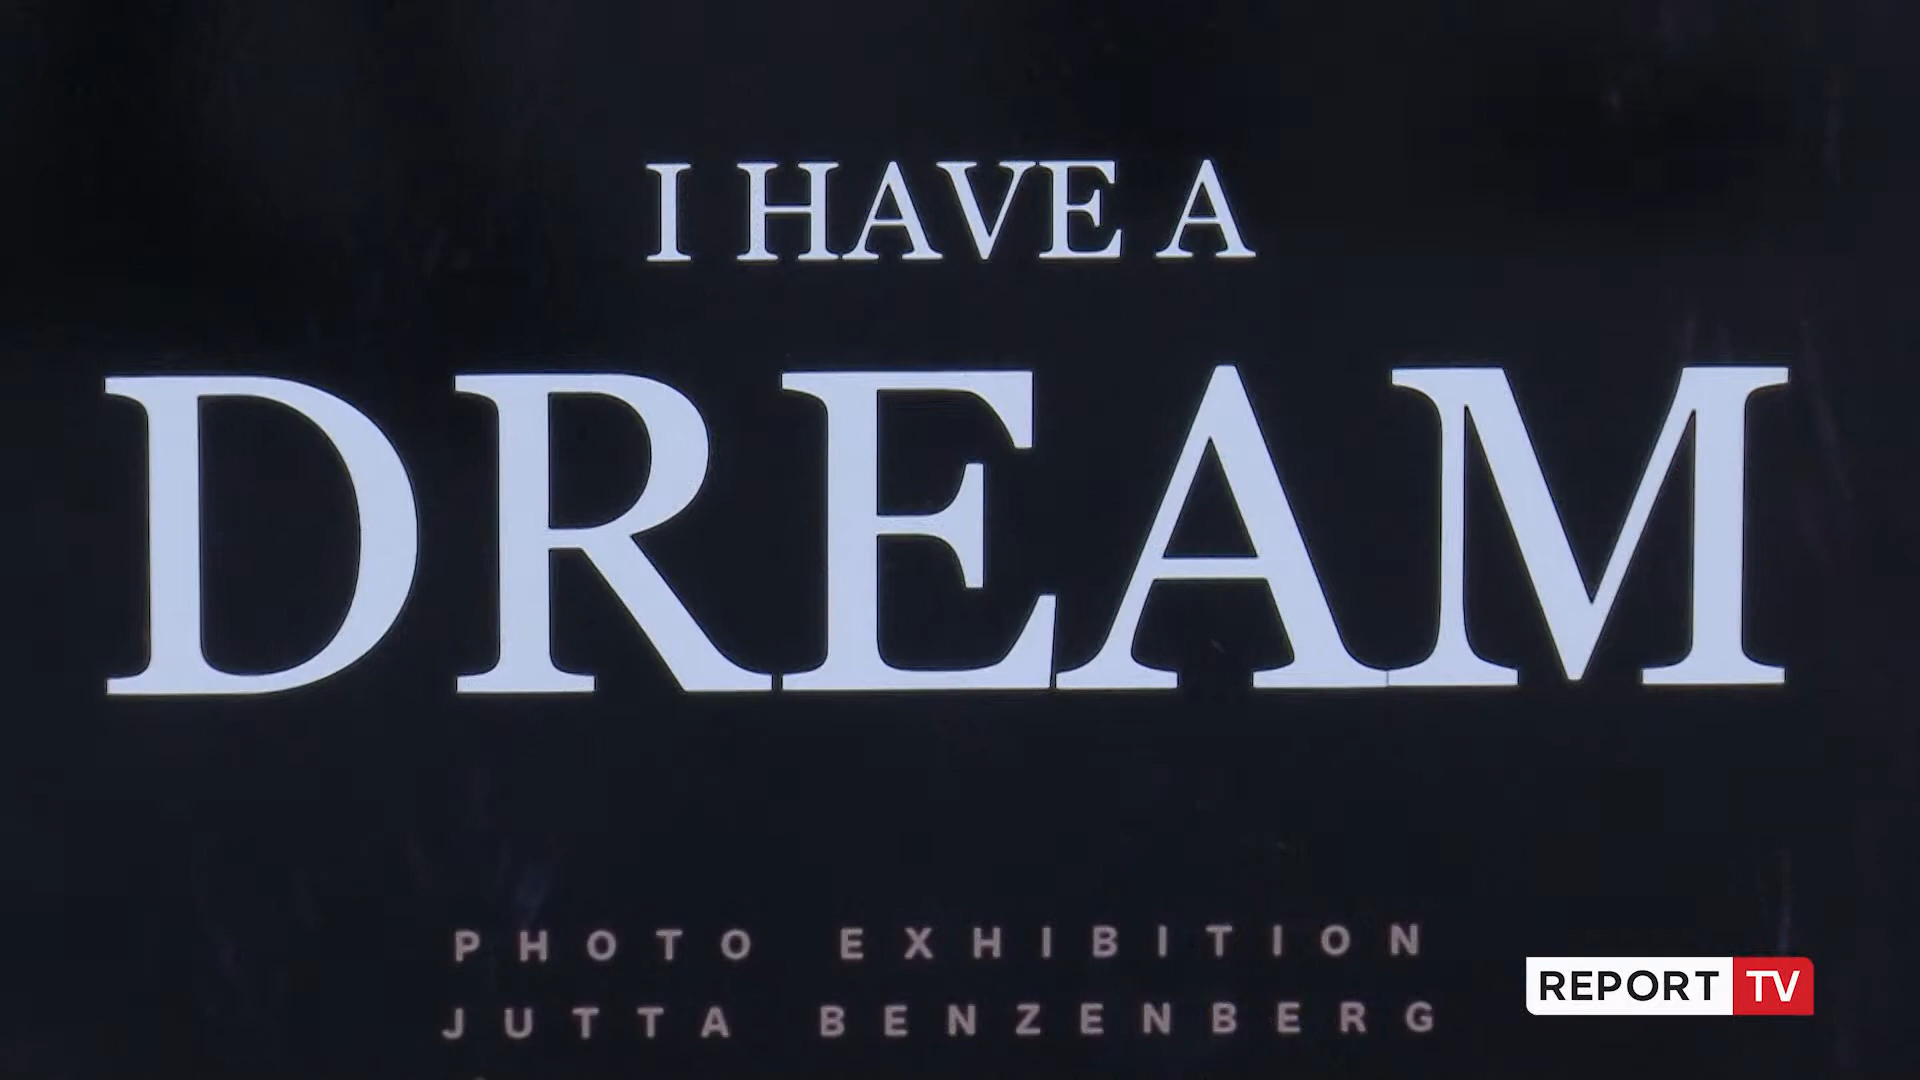 I HAVE A
DREAM
PHOTO EXHIBITION
JUTTA BENZENBERG
REPORT TV